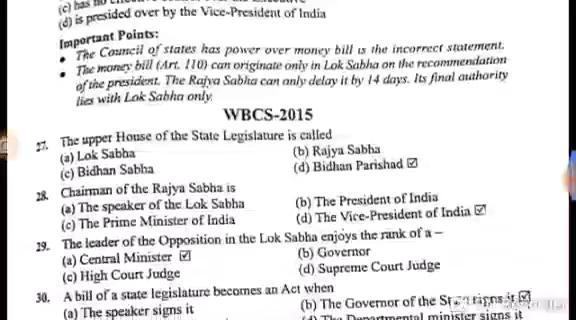 (c) has no
(d) is presided over by the Vice-President of India
Important Points:
• The Council of states has power over money bill is the incorrect statement.
• The money bill (Art. 110) can originate only in Lok Sabha on the recommendation
of the president. The Rajya Sabha can only delay it by 14 days. Its final authority
lies with Lok Sabha only.
WBCS-2015
27. The upper House of the State Legislature is called
(a) Lok Sabha (b) Rajya Sabha
(c) Bidhan Sabha (d) Bidhan Parishad ☑
28. Chairman of the Rajya Sabha is
(a) The speaker of the Lok Sabha (b) The President of India
(c) The Prime Minister of India (d) The Vice-President of India ☑
29. The leader of the Opposition in the Lok Sabha enjoys the rank of a –
(a) Central Minister ☑ (b) Governor
(c) High Court Judge (d) Supreme Court Judge
30. A bill of a state legislature becomes an Act when
(a) The speaker signs it (b) The Governor of the State signs it ☑
(d) The Departmental minister signs it